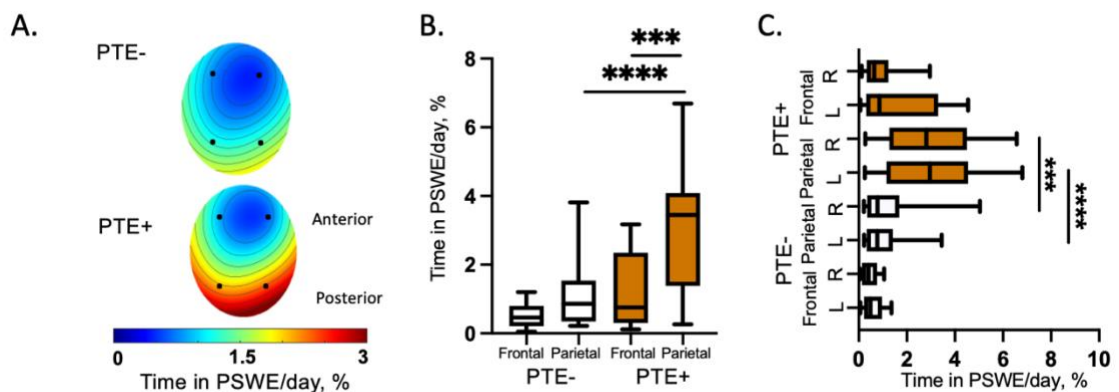 A.
PTE-
PTE+
Anterior
Posterior
0 1.5 3
Time in PSWE/day, %
B.
***
****
Time in PSWE/day, %
8
6
4
2
0
Frontal Parietal Frontal Parietal
PTE- PTE+
C.
PTE+
Frontal
R
L
Parietal
R
L
PTE-
Parietal
R
L
Frontal
R
L
***
****
0 2 4 6 8 10
Time in PSWE/day, %